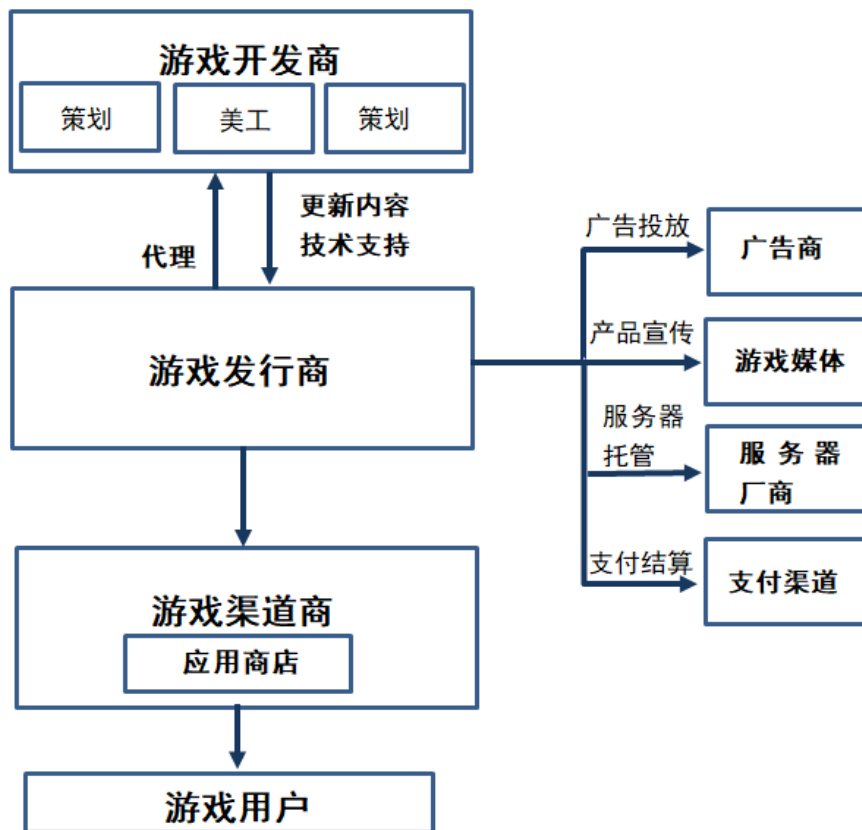 游戏开发商
策划
美工
策划
代理
更新内容
技术支持
游戏发行商
广告投放
广告商
产品宣传
游戏媒体
服务器
托管
服务器
厂商
支付结算
支付渠道
游戏渠道商
应用商店
游戏用户